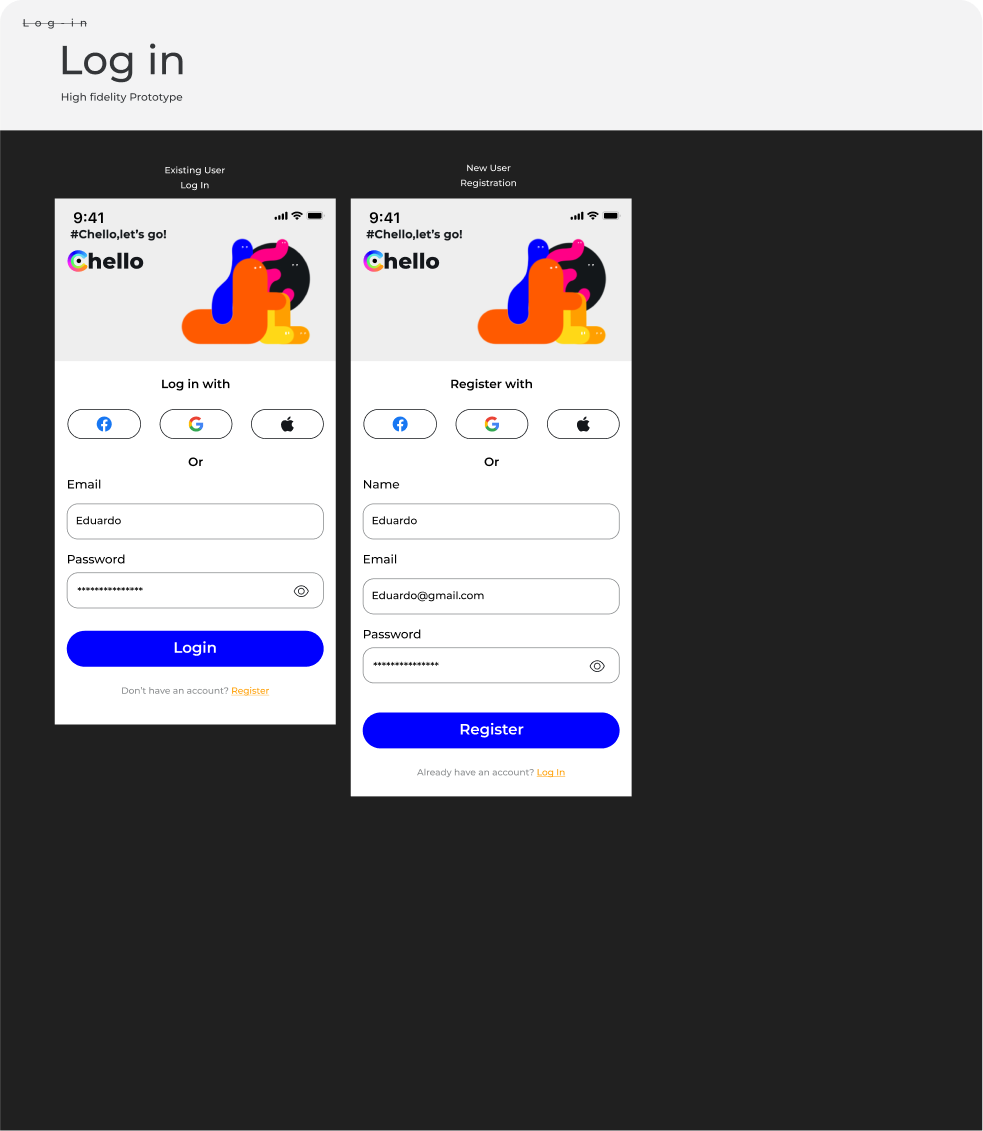 Log-in
Log in
High fidelity Prototype
Existing User
Log In
9:41
#Chello,let's go!
Chello
Log in with
Or
Email
Eduardo
Password
***************
Login
Don't have an account? Register
New User
Registration
9:41
#Chello,let's go!
Chello
Register with
Or
Name
Eduardo
Email
Eduardo@gmail.com
Password
***************
Register
Already have an account? Log In